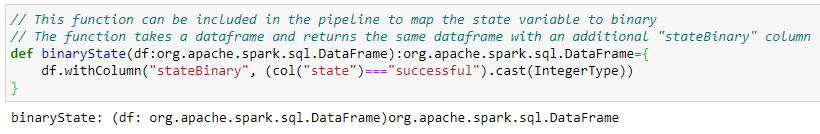 // This function can be included in the pipeline to map the state variable to binary
// The function takes a dataframe and returns the same dataframe with an additional "stateBinary" column
def binaryState(df:org.apache.spark.sql.DataFrame):org.apache.spark.sql.DataFrame={
    df.withColumn("stateBinary", (col("state")==="successful").cast(IntegerType))
}
binaryState: (df: org.apache.spark.sql.DataFrame)org.apache.spark.sql.DataFrame